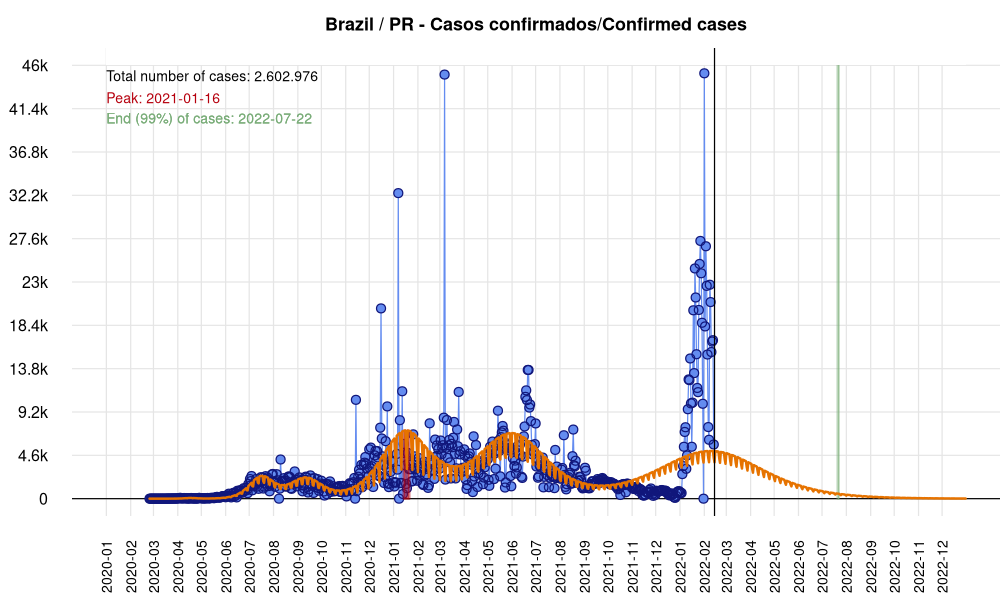 Brazil / PR - Casos confirmados/Confirmed cases
Total number of cases: 2.602.976
Peak: 2021-01-16
End (99%) of cases: 2022-07-22
46k
41.4k
36.8k
32.2k
27.6k
23k
18.4k
13.8k
9.2k
4.6k
0
2020-01
2020-02
2020-03
2020-04
2020-05
2020-06
2020-07
2020-08
2020-09
2020-10
2020-11
2020-12
2021-01
2021-02
2021-03
2021-04
2021-05
2021-06
2021-07
2021-08
2021-09
2021-10
2021-11
2021-12
2022-01
2022-02
2022-03
2022-04
2022-05
2022-06
2022-07
2022-08
2022-09
2022-10
2022-11
2022-12